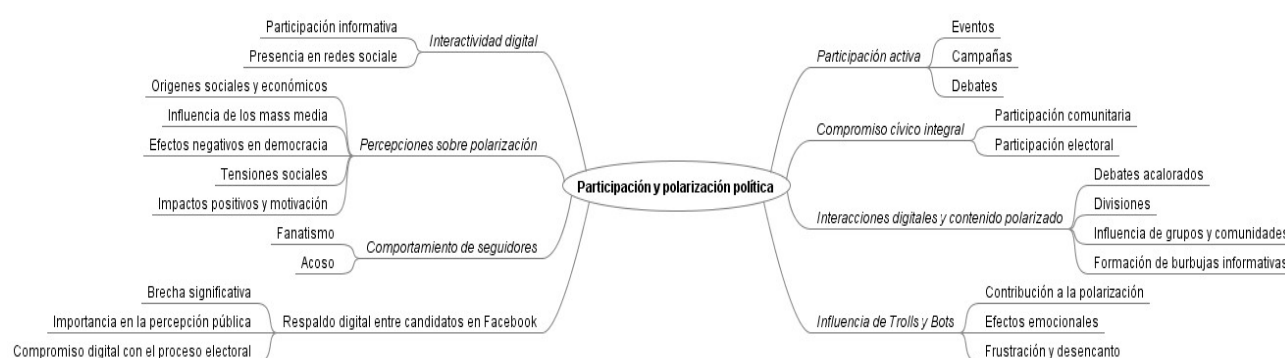 Participación y polarización política
Interactividad digital
Participación informativa
Presencia en redes sociale
Percepciones sobre polarización
Origenes sociales y económicos
Influencia de los mass media
Efectos negativos en democracia
Tensiones sociales
Impactos positivos y motivación
Comportamiento de seguidores
Fanatismo
Acoso
Respaldo digital entre candidatos en Facebook
Brecha significativa
Importancia en la percepción pública
Compromiso digital con el proceso electoral
Participación activa
Eventos
Campañas
Debates
Compromiso cívico integral
Participación comunitaria
Participación electoral
Interacciones digitales y contenido polarizado
Debates acalorados
Divisiones
Influencia de grupos y comunidades
Formación de burbujas informativas
Influencia de Trolls y Bots
Contribución a la polarización
Efectos emocionales
Frustración y desencanto